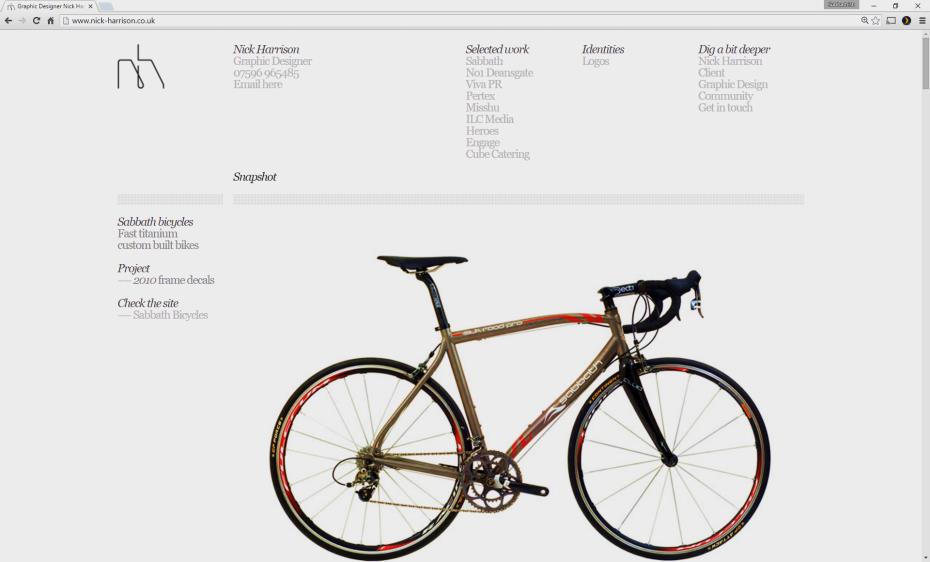 Graphic Designer Nick Ha
www.nick-harrison.co.uk
Nick Harrison
Graphic Designer
07596 965485
Email here
Selected work
Sabbath
No1 Deansgate
Viva PR
Pertex
Misshu
ILC Media
Heroes
Engage
Cube Catering
Identities
Logos
Dig a bit deeper
Nick Harrison
Client
Graphic Design
Community
Get in touch
Snapshot
Sabbath bicycles
Fast titanium
custom built bikes
Project
— 2010 frame decals
Check the site
— Sabbath Bicycles
silk road pro
sabbath